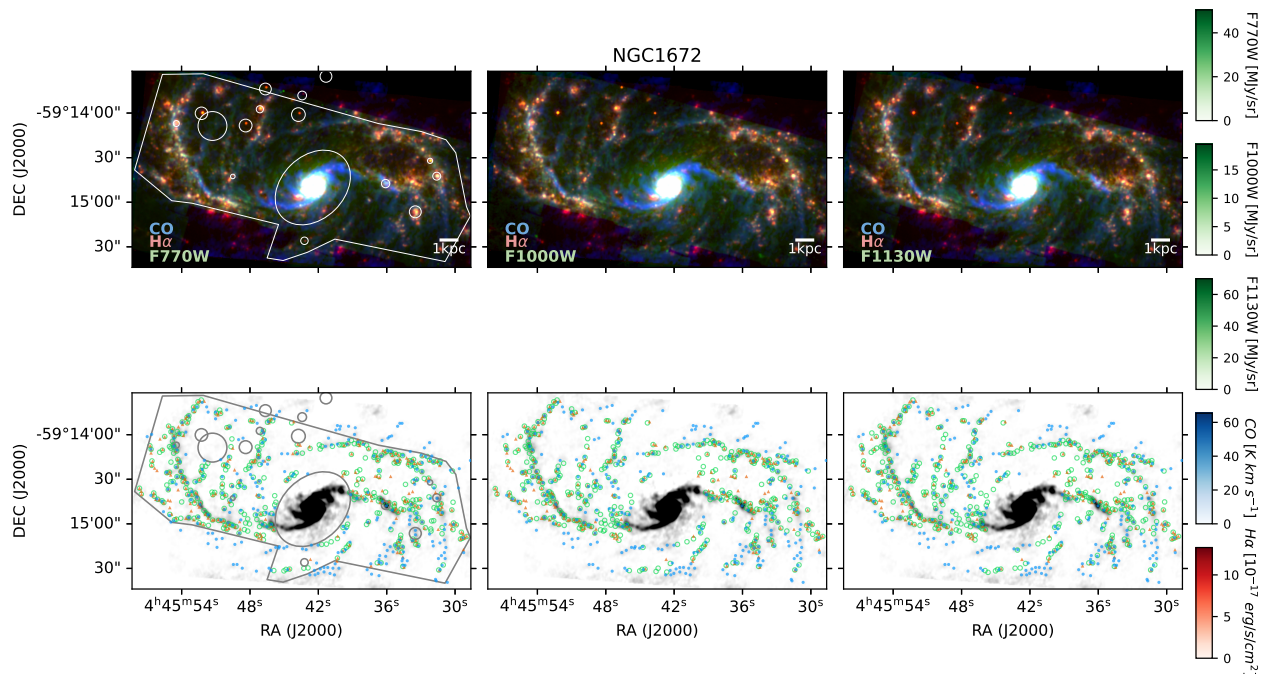 NGC1672
-59°14'00"
30"
15'00"
30"
DEC (J2000)
CO
Hα
F770W
1kpc
CO
Hα
F1000W
1kpc
CO
Hα
F1130W
1kpc
-59°14'00"
30"
15'00"
30"
DEC (J2000)
4ʰ45ᵐ54ˢ
48ˢ
42ˢ
36ˢ
30ˢ
RA (J2000)
4ʰ45ᵐ54ˢ
48ˢ
42ˢ
36ˢ
30ˢ
RA (J2000)
4ʰ45ᵐ54ˢ
48ˢ
42ˢ
36ˢ
30ˢ
RA (J2000)
40
20
0
F770W [MJy/sr]
15
10
5
0
F1000W [MJy/sr]
60
40
20
0
F1130W [MJy/sr]
60
40
20
0
CO [K km s⁻¹]
10
5
0
Hα [10⁻¹⁷ erg/s/cm²